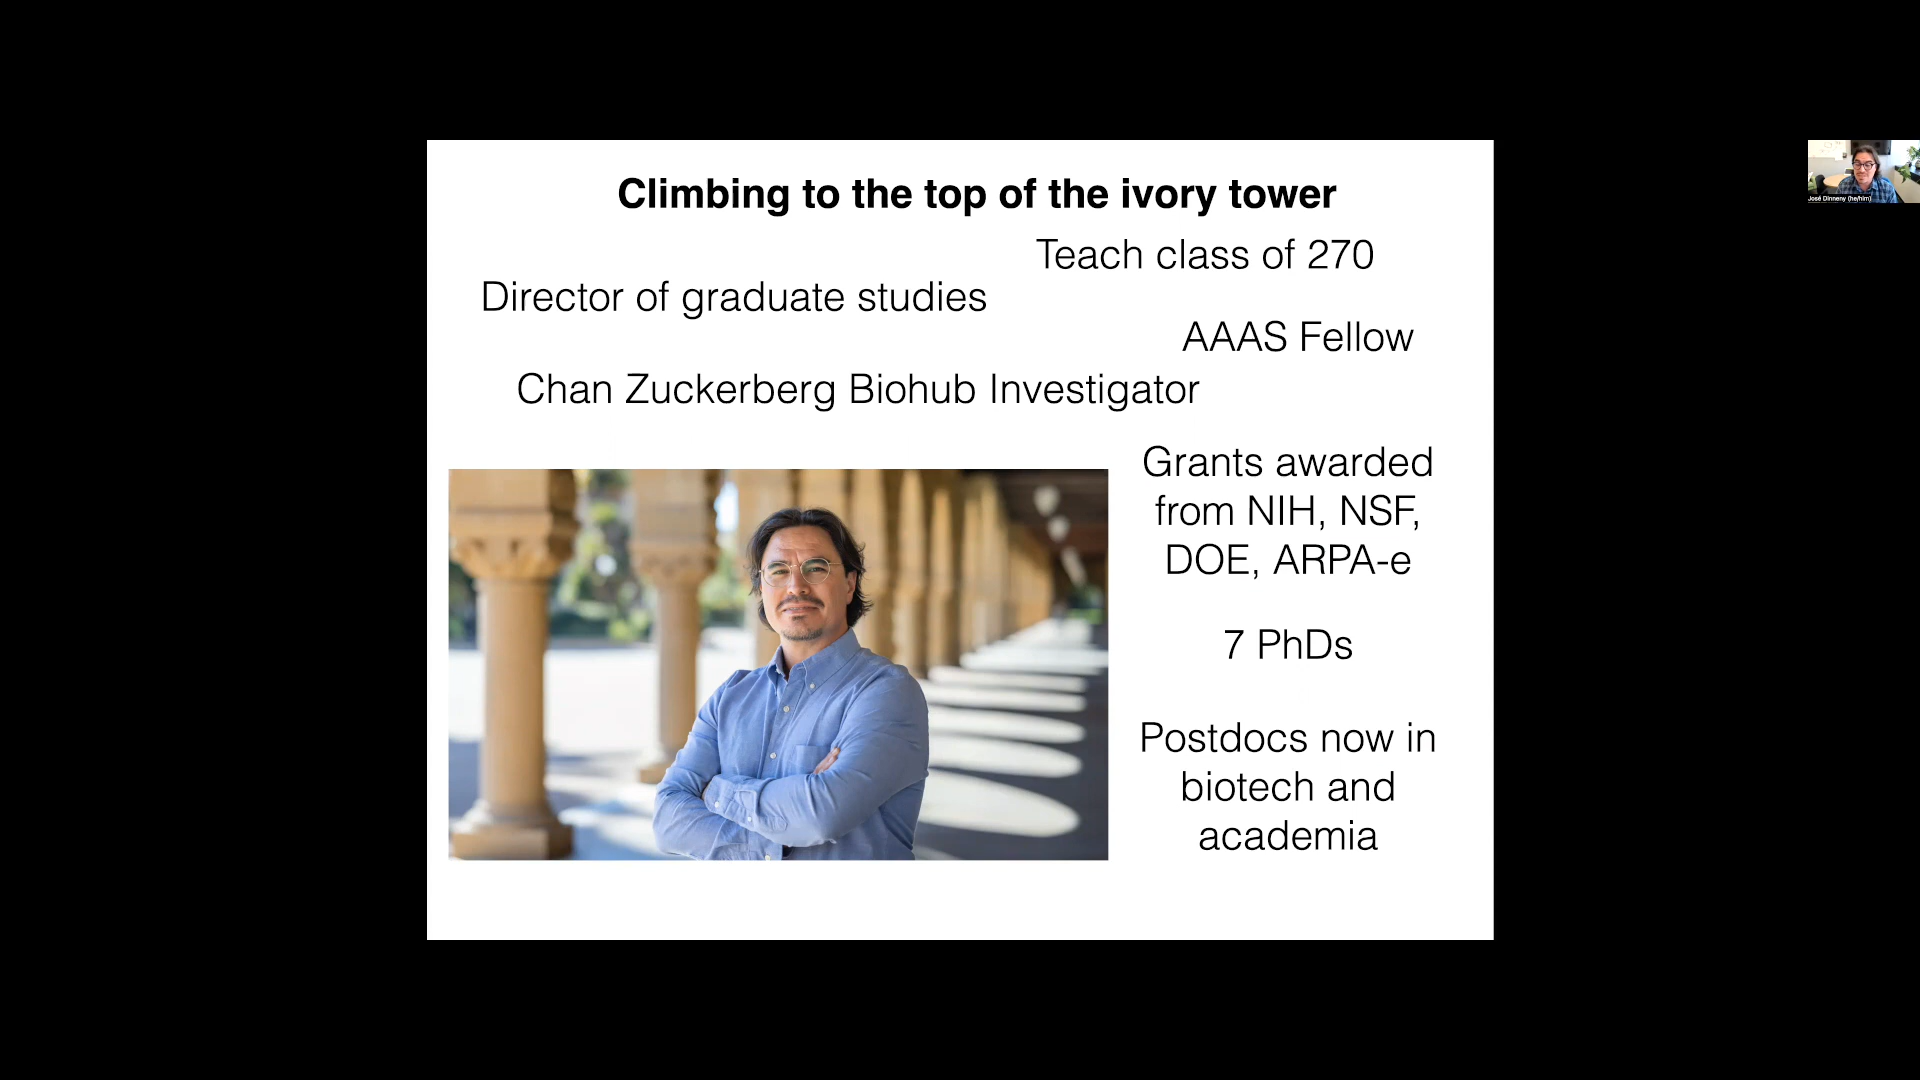 Climbing to the top of the ivory tower
Teach class of 270
Director of graduate studies
AAAS Fellow
Chan Zuckerberg Biohub Investigator
Grants awarded
from NIH, NSF,
DOE, ARPA-e
7 PhDs
Postdocs now in
biotech and
academia
José Dinneny (he/him)